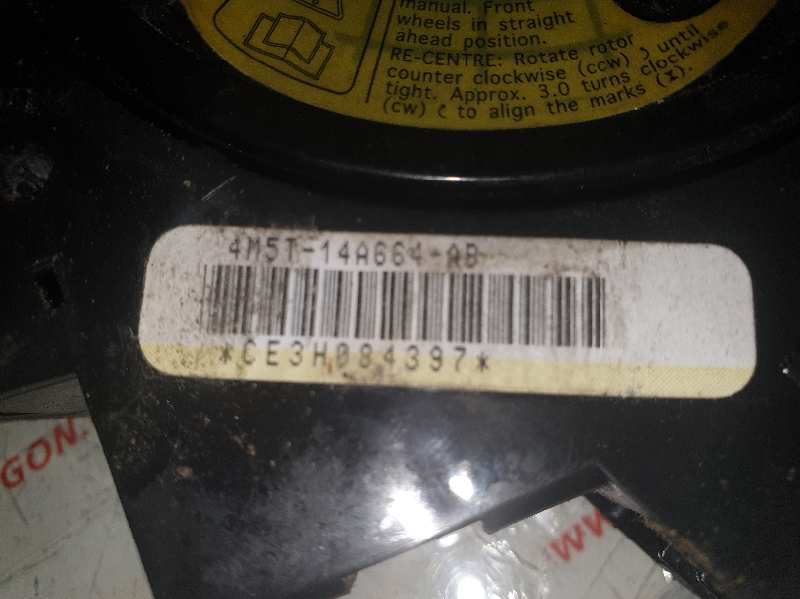 manual. Front
wheels in straight
ahead position.
RE-CENTRE: Rotate rotor
counter clockwise (ccw) until
tight. Approx. 3.0 turns clockwise
(cw) to align the marks
4M5T-14A664-AB
*CE3H084397*
GON.
WW